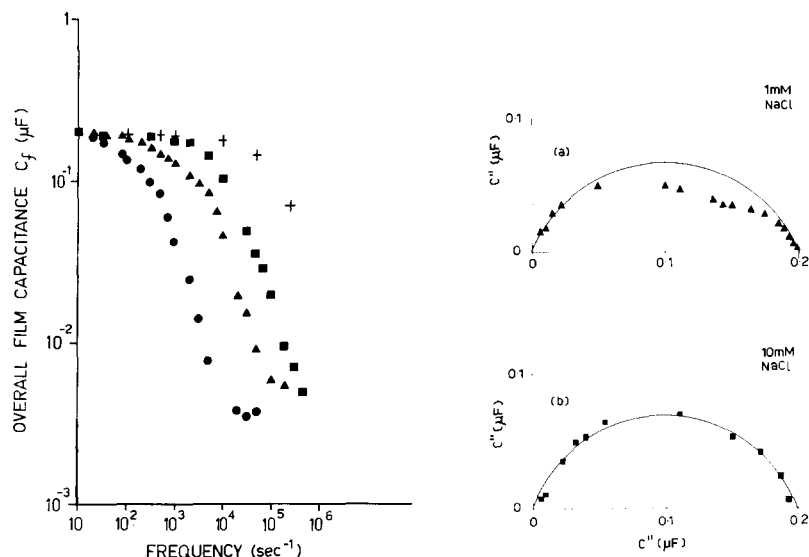 OVERALL FILM CAPACITANCE Cf (μF)
1
10⁻¹
10⁻²
10⁻³
10 10² 10³ 10⁴ 10⁵ 10⁶
FREQUENCY (sec⁻¹)
1mM
NaCl
(a)
C" (μF)
0.1
0
0 0.1 0.2
10mM
NaCl
(b)
C" (μF)
0.1
0
0 0.1 0.2
C" (μF)